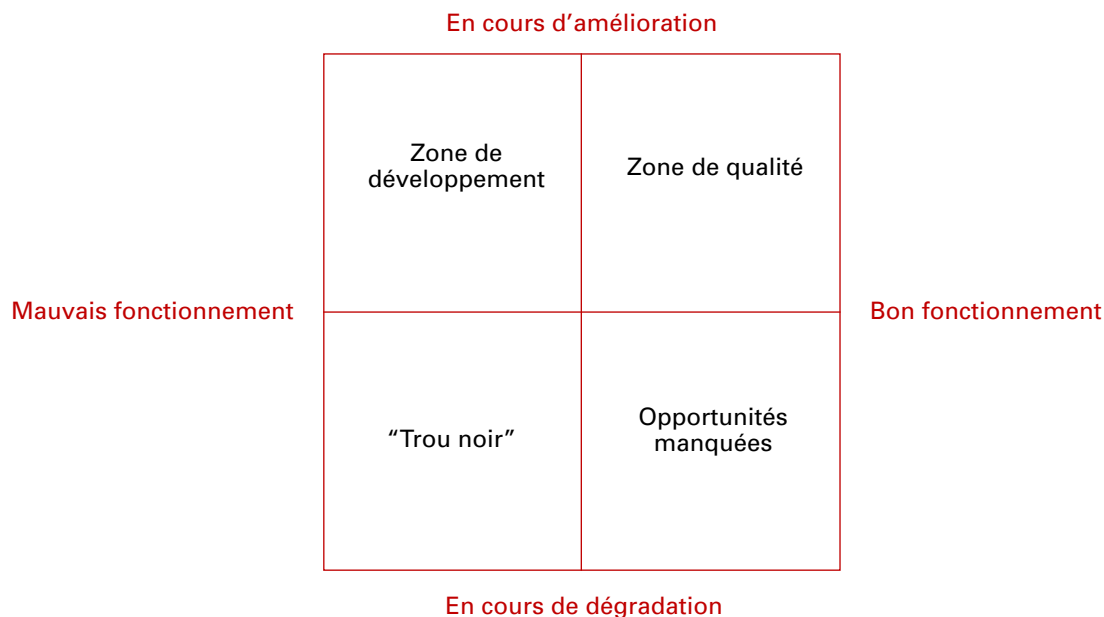 En cours d’amélioration
Zone de
développement
Zone de qualité
Mauvais fonctionnement
Bon fonctionnement
“Trou noir”
Opportunités
manquées
En cours de dégradation